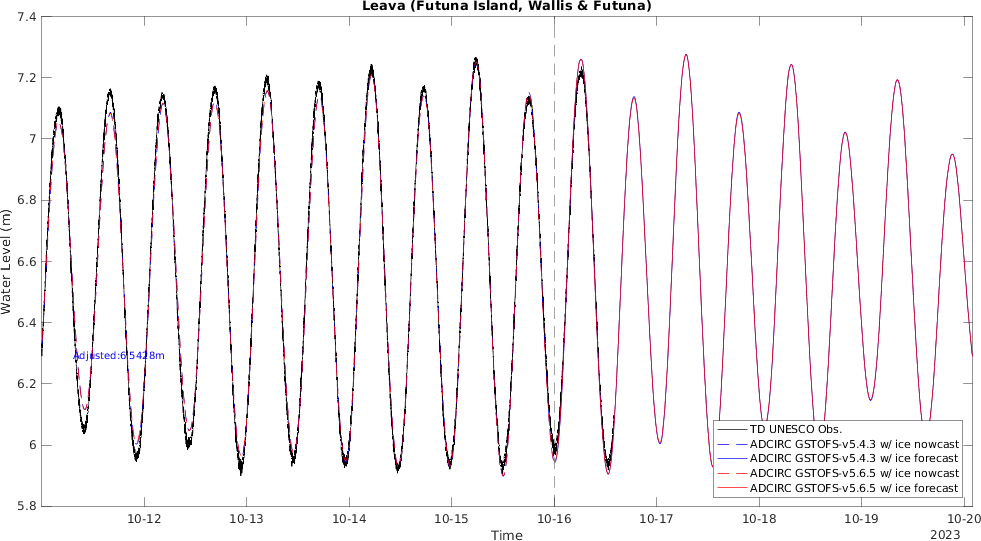 Leava (Futuna Island, Wallis & Futuna)
7.4
7.2
7
6.8
6.6
6.4
6.2
6
5.8
Water Level (m)
Adjusted:6.5428m
TD UNESCO Obs.
ADCIRC GSTOFS-v5.4.3 w/ ice nowcast
ADCIRC GSTOFS-v5.4.3 w/ ice forecast
ADCIRC GSTOFS-v5.6.5 w/ ice nowcast
ADCIRC GSTOFS-v5.6.5 w/ ice forecast
10-12 10-13 10-14 10-15 10-16 10-17 10-18 10-19 10-20
Time
2023